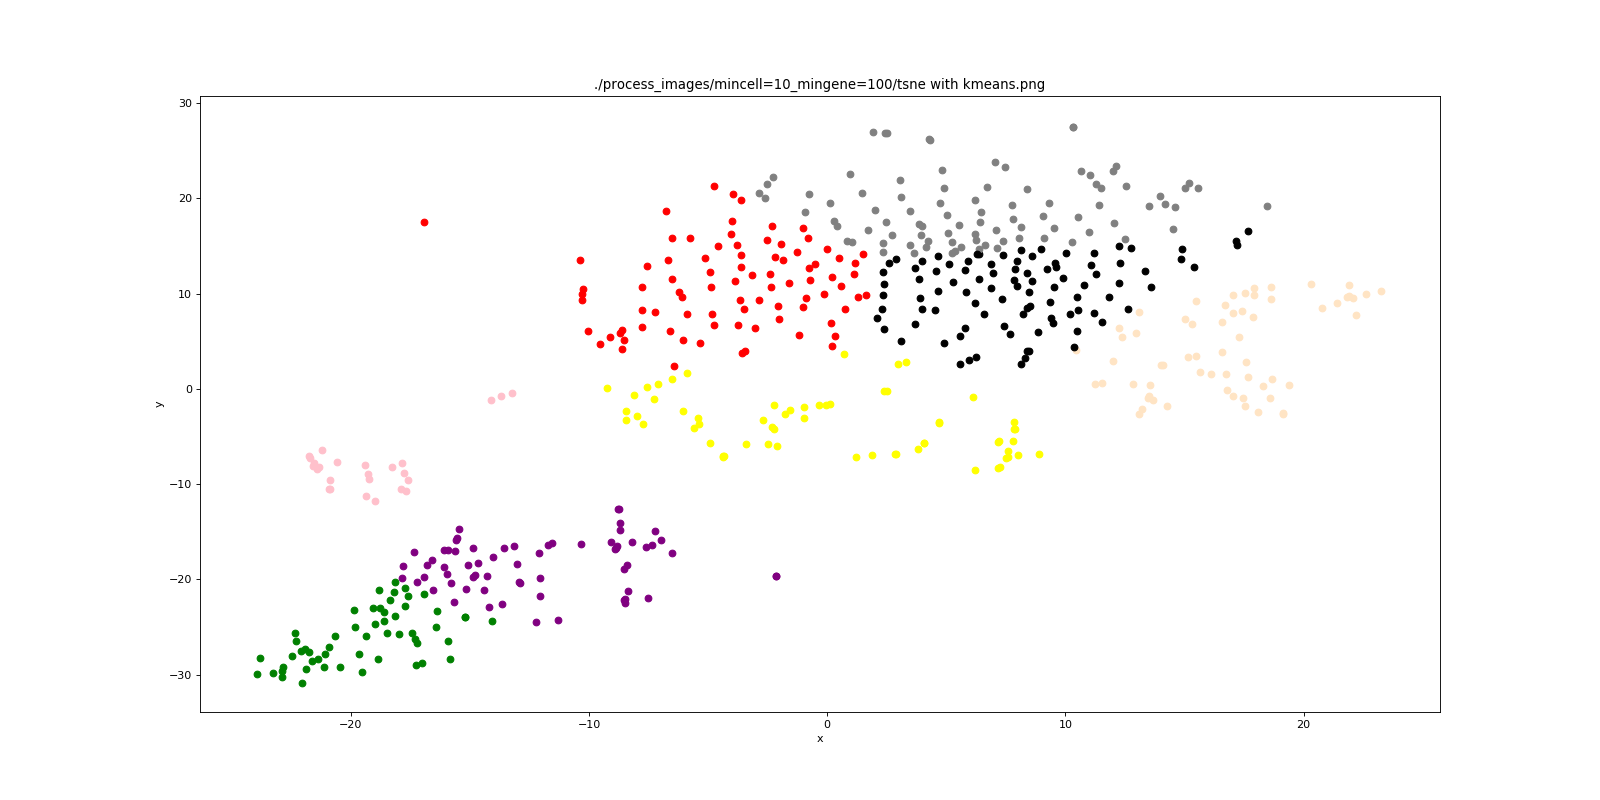 ./process_images/mincell=10_mingene=100/tsne with kmeans.png
30
20
10
0
−10
−20
−30
y
−20 −10 0 10 20
x